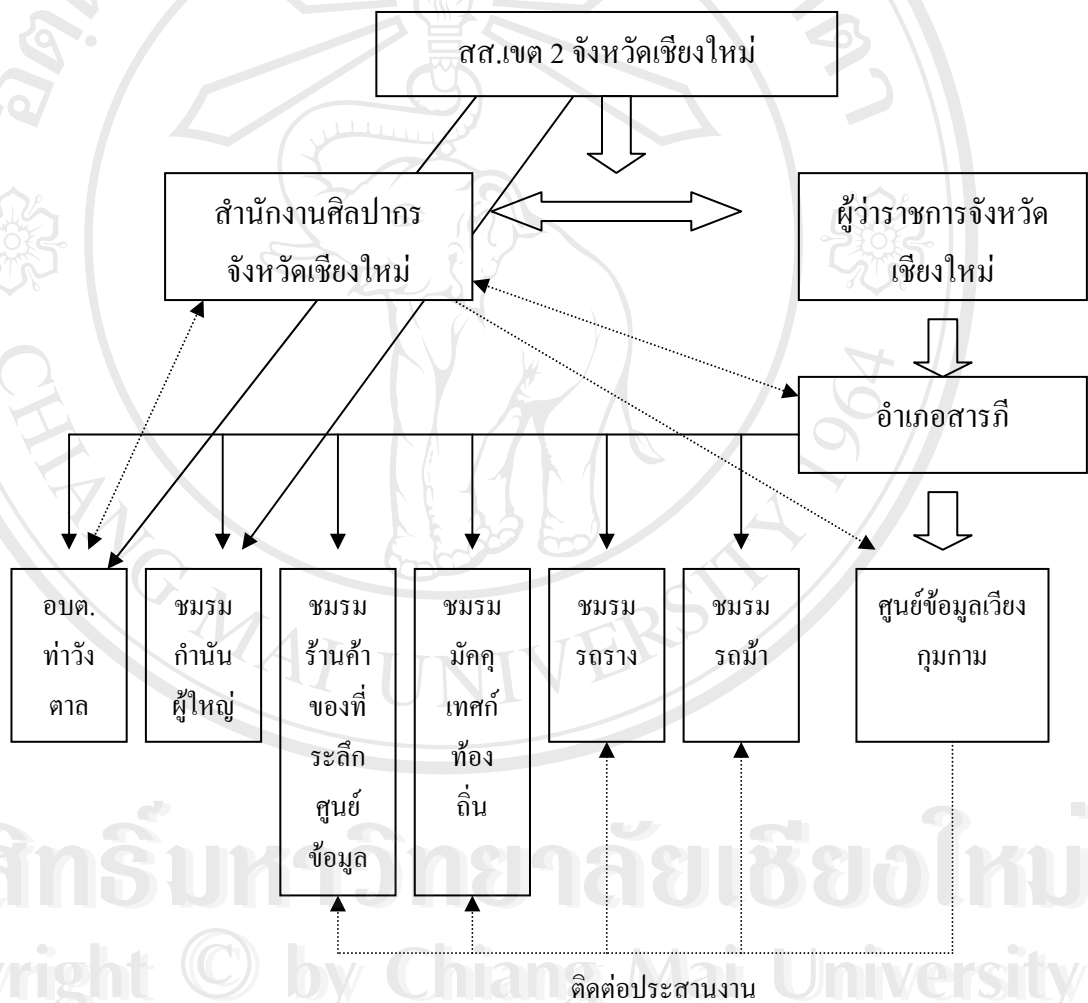 สส.เขต 2 จังหวัดเชียงใหม่
สำนักงานศิลปากร
จังหวัดเชียงใหม่
ผู้ว่าราชการจังหวัด
เชียงใหม่
อำเภอสารภี
อบต.
ท่าวัง
ตาล
ชมรม
กำนัน
ผู้ใหญ่
ชมรม
ร้านค้า
ของที่
ระลึก
ศูนย์
ข้อมูล
ชมรม
มัคคุ
เทศก์
ท้อง
ถิ่น
ชมรม
รถราง
ชมรม
รถม้า
ศูนย์ข้อมูลเวียง
กุมกาม
ติดต่อประสานงาน
CHIANG MAI UNIVERSITY 1964
มหาวิทยาลัยเชียงใหม่
© by Chiang Mai University